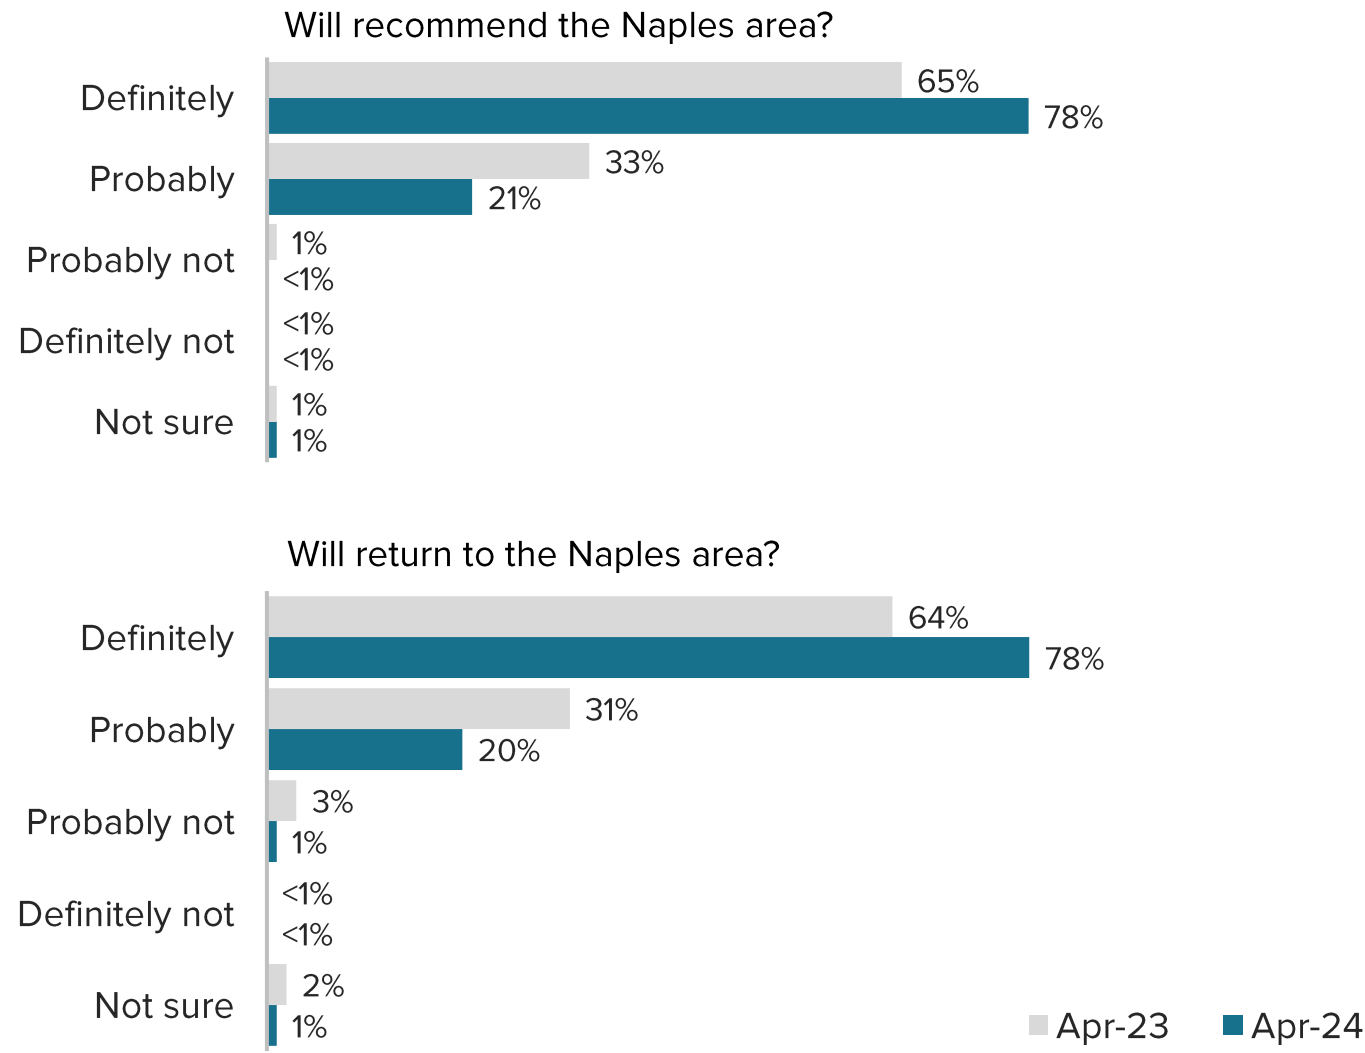 Will recommend the Naples area?
Definitely
65%
78%
Probably
33%
21%
Probably not
1%
<1%
Definitely not
<1%
<1%
Not sure
1%
1%
Will return to the Naples area?
Definitely
64%
78%
Probably
31%
20%
Probably not
3%
1%
Definitely not
<1%
<1%
Not sure
2%
1%
Apr-23 Apr-24